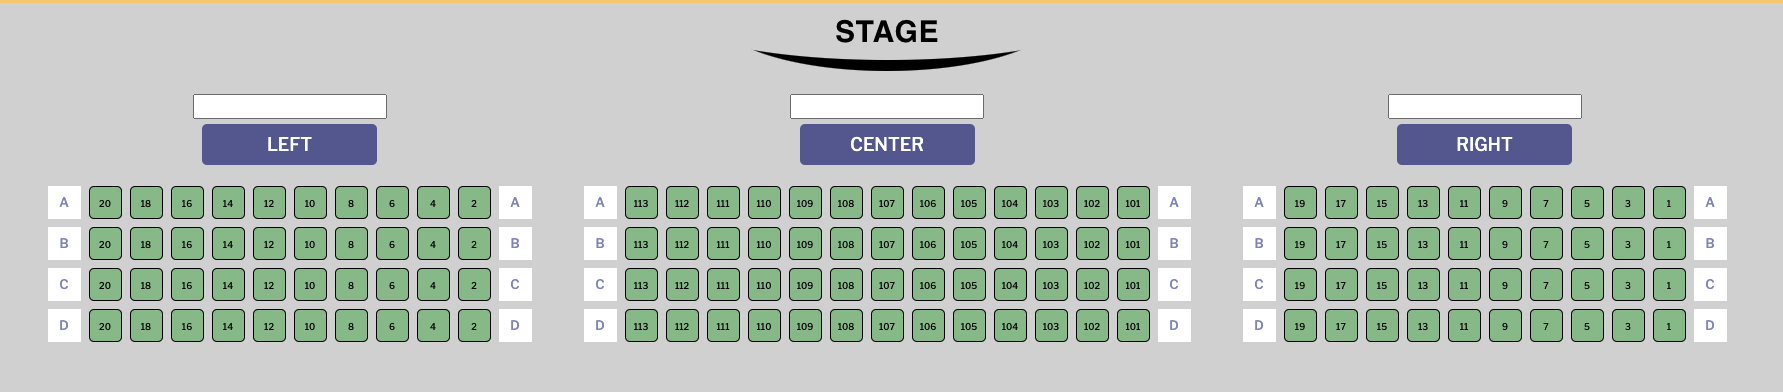 STAGE
LEFT CENTER RIGHT
A 20 18 16 14 12 10 8 6 4 2 A A 113 112 111 110 109 108 107 106 105 104 103 102 101 A A 19 17 15 13 11 9 7 5 3 1 A
B 20 18 16 14 12 10 8 6 4 2 B B 113 112 111 110 109 108 107 106 105 104 103 102 101 B B 19 17 15 13 11 9 7 5 3 1 B
C 20 18 16 14 12 10 8 6 4 2 C C 113 112 111 110 109 108 107 106 105 104 103 102 101 C C 19 17 15 13 11 9 7 5 3 1 C
D 20 18 16 14 12 10 8 6 4 2 D D 113 112 111 110 109 108 107 106 105 104 103 102 101 D D 19 17 15 13 11 9 7 5 3 1 D